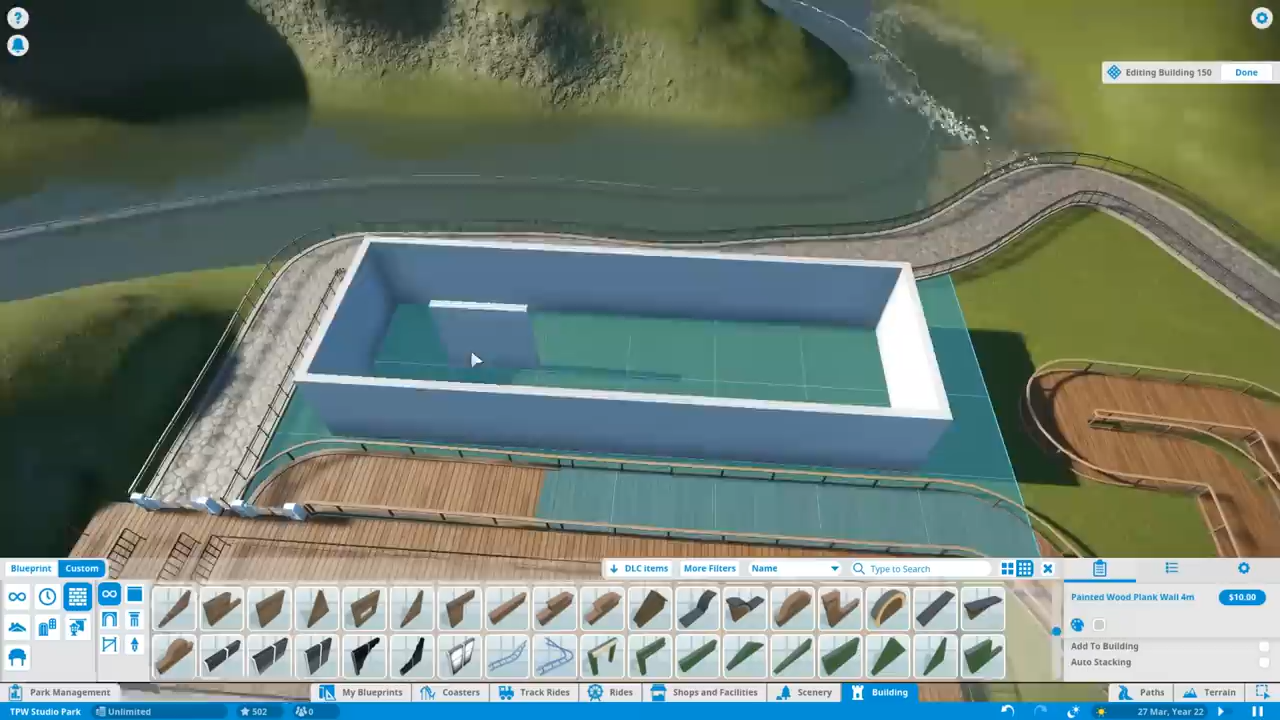 ?
Editing Building 150 Done
Blueprint Custom
DLC items More Filters Name Type to Search
Painted Wood Plank Wall 4m $10.00
Add To Building
Auto Stacking
Park Management My Blueprints Coasters Track Rides Rides Shops and Facilities Scenery Building Paths Terrain
TPW Studio Park Unlimited 502 0 27 Mar, Year 22